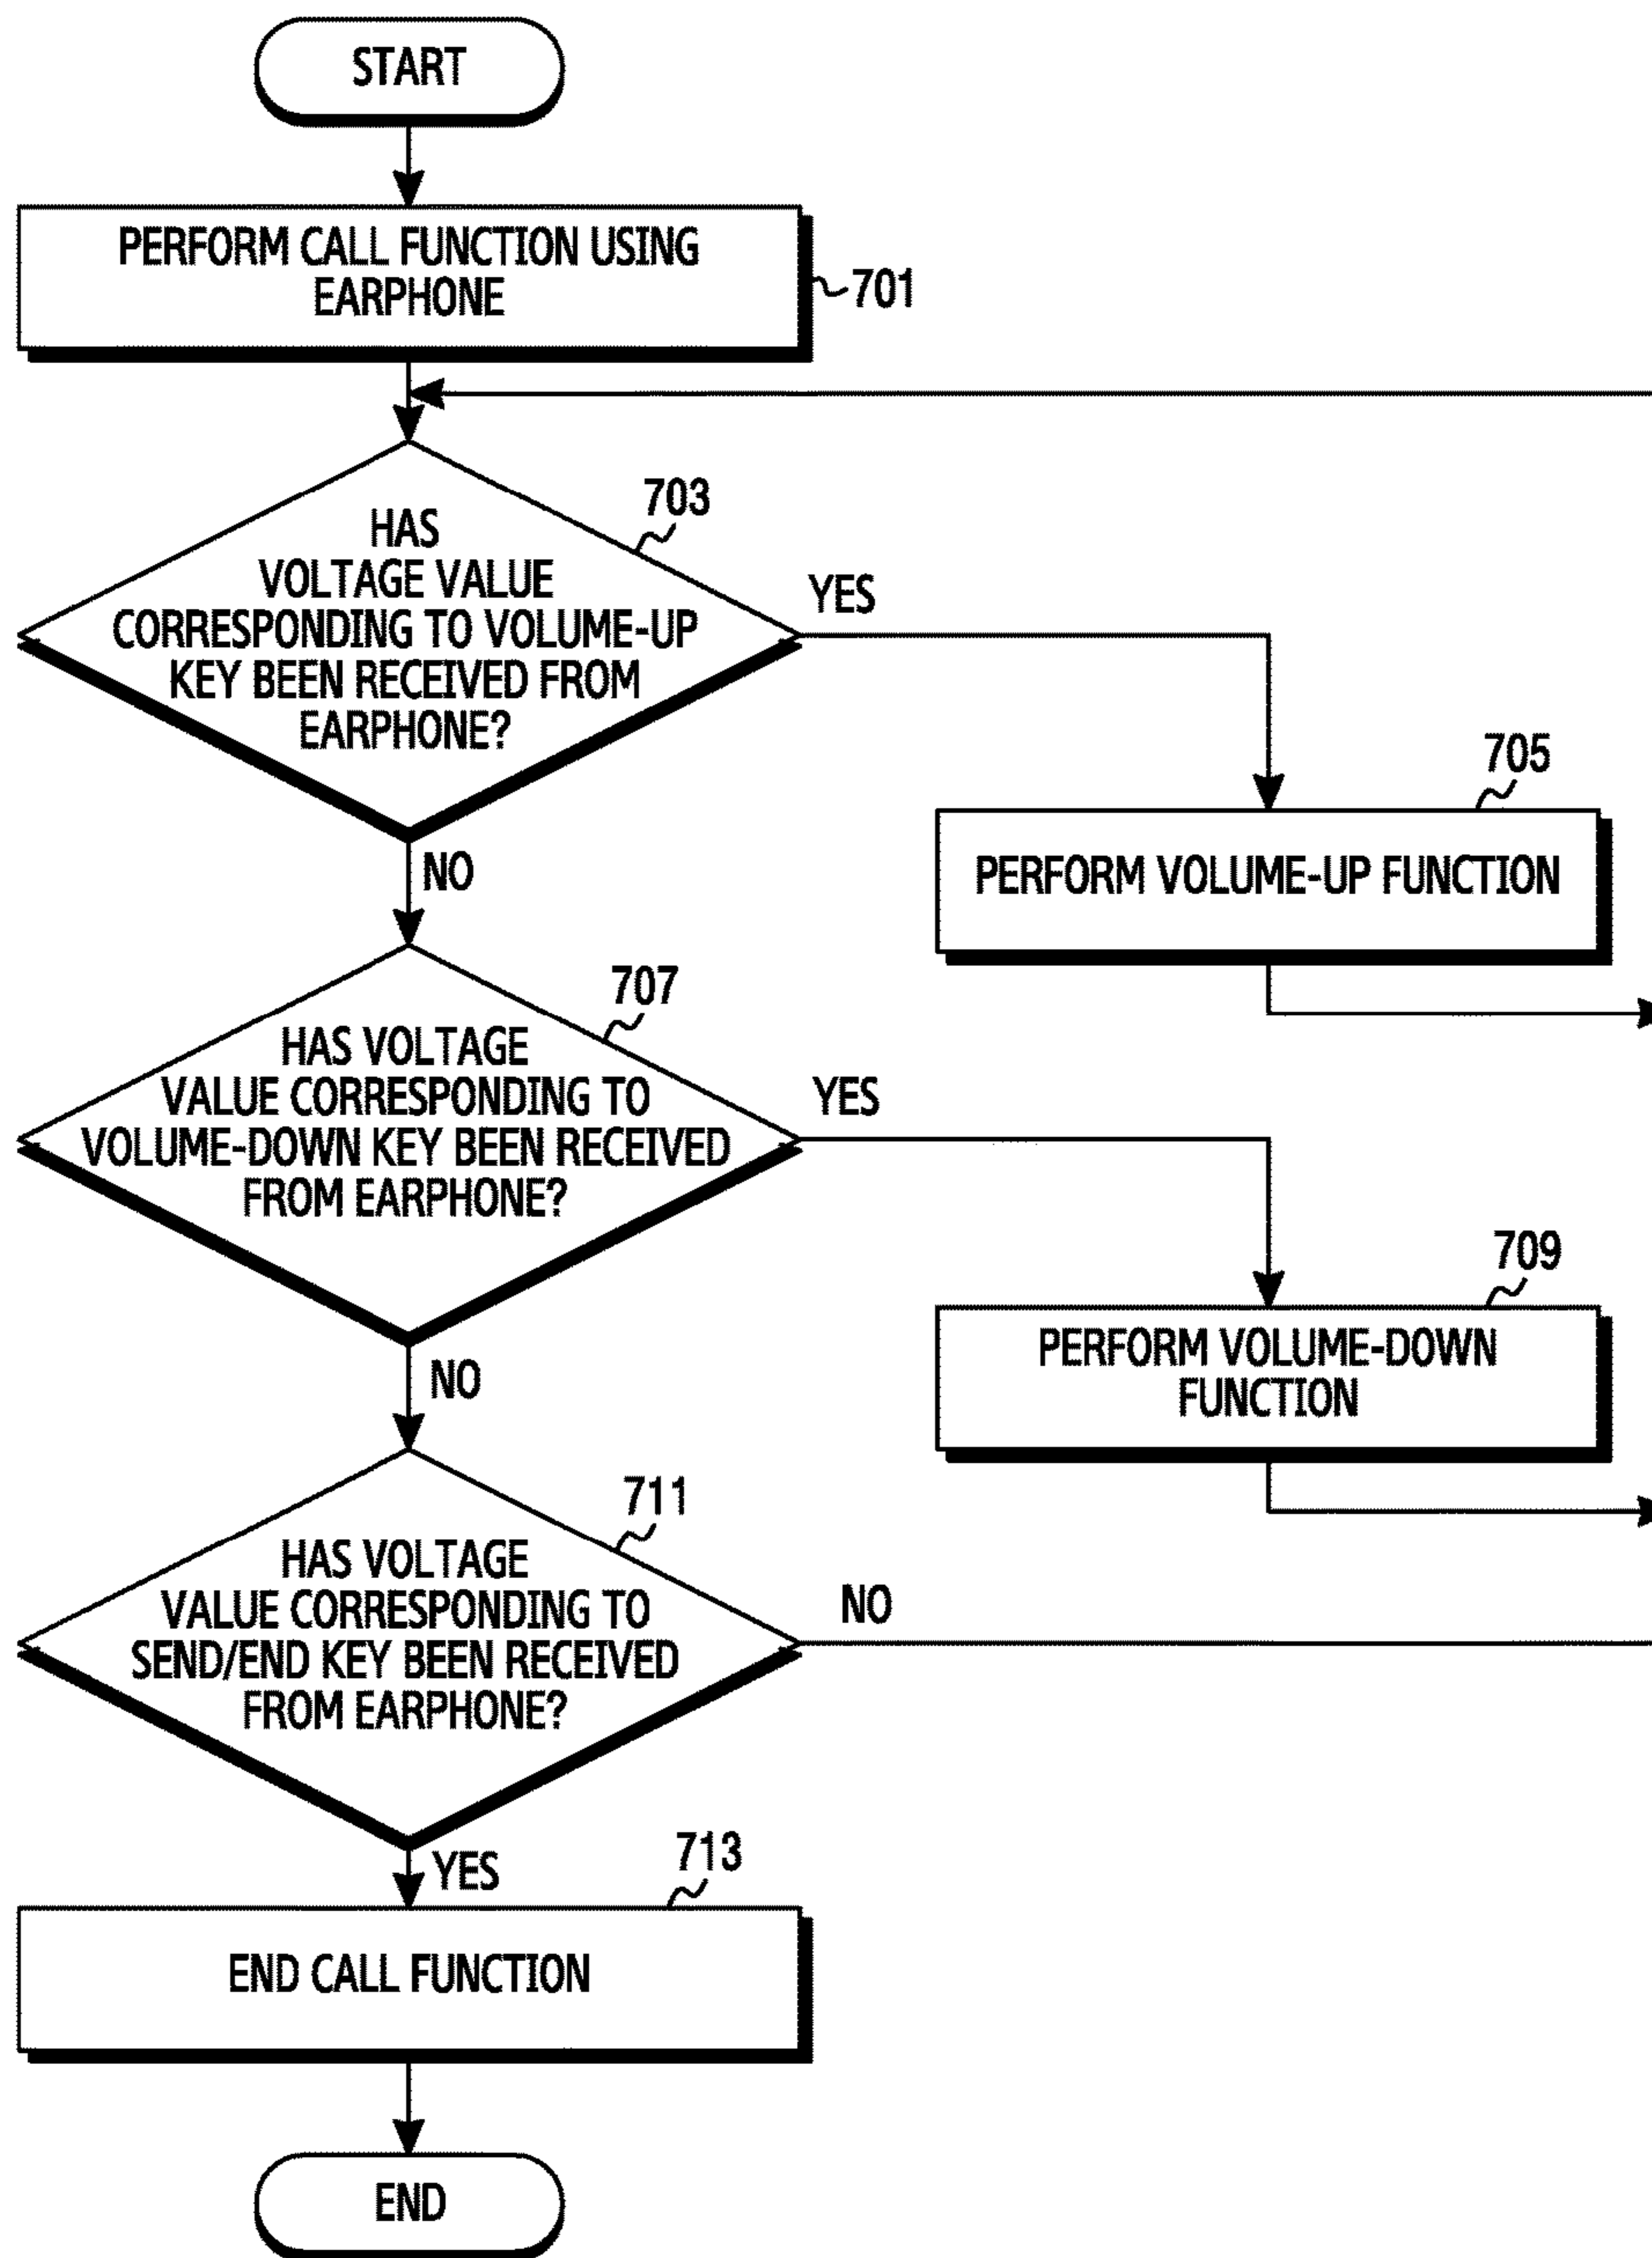 START
PERFORM CALL FUNCTION USING
EARPHONE
701
703
HAS
VOLTAGE VALUE
CORRESPONDING TO VOLUME-UP
KEY BEEN RECEIVED FROM
EARPHONE?
YES
705
PERFORM VOLUME-UP FUNCTION
NO
707
HAS VOLTAGE
VALUE CORRESPONDING TO
VOLUME-DOWN KEY BEEN RECEIVED
FROM EARPHONE?
YES
709
PERFORM VOLUME-DOWN
FUNCTION
NO
711
HAS VOLTAGE
VALUE CORRESPONDING TO
SEND/END KEY BEEN RECEIVED
FROM EARPHONE?
NO
YES
713
END CALL FUNCTION
END